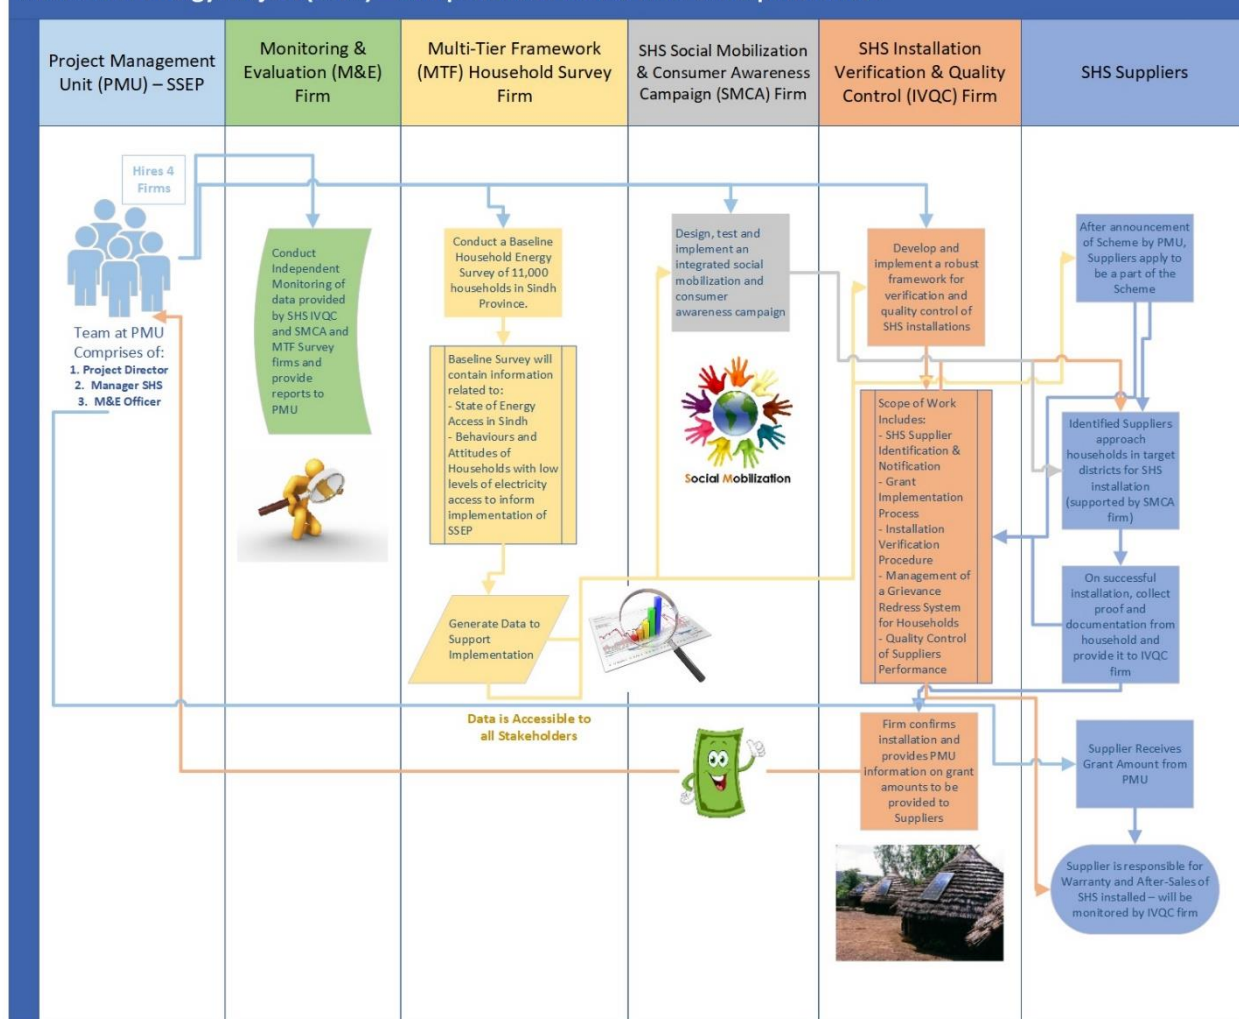 Project Management
Unit (PMU) – SSEP
Monitoring &
Evaluation (M&E)
Firm
Multi-Tier Framework
(MTF) Household Survey
Firm
SHS Social Mobilization
& Consumer Awareness
Campaign (SMCA) Firm
SHS Installation
Verification & Quality
Control (IVQC) Firm
SHS Suppliers
Hires 4
Firms
Team at PMU
Comprises of:
1. Project Director
2. Manager SHS
3. M&E Officer
Conduct
Independent
Monitoring of
data provided
by SHS IVQC
and SMCA and
MTF Survey
firms and
provide
reports to
PMU
Conduct a Baseline
Household Energy
Survey of 11,000
households in Sindh
Province.
Baseline Survey will
contain information
related to:
- State of Energy
Access in Sindh
- Behaviours and
Attitudes of
Households with low
levels of electricity
access to inform
implementation of
SSEP
Generate Data to
Support
Implementation
Data is Accessible to
all Stakeholders
Design, test and
implement an
integrated social
mobilization and
consumer
awareness campaign
Social Mobilization
Develop and
implement a robust
framework for
verification and
quality control of
SHS installations
Scope of Work
Includes:
- SHS Supplier
Identification &
Notification
- Grant
Implementation
Process
- Installation
Verification
Procedure
- Management of
a Grievance
Redress System
for Households
- Quality Control
of Suppliers
Performance
Firm confirms
installation and
provides PMU
information on grant
amounts to be
provided to
Suppliers
After announcement
of Scheme by PMU,
Suppliers apply to
be a part of the
Scheme
Identified Suppliers
approach
households in target
districts for SHS
installation
(supported by SMCA
firm)
On successful
installation, collect
proof and
documentation from
household and
provide it to IVQC
firm
Supplier Receives
Grant Amount from
PMU
Supplier is responsible for
Warranty and After-Sales of
SHS installed – will be
monitored by IVQC firm